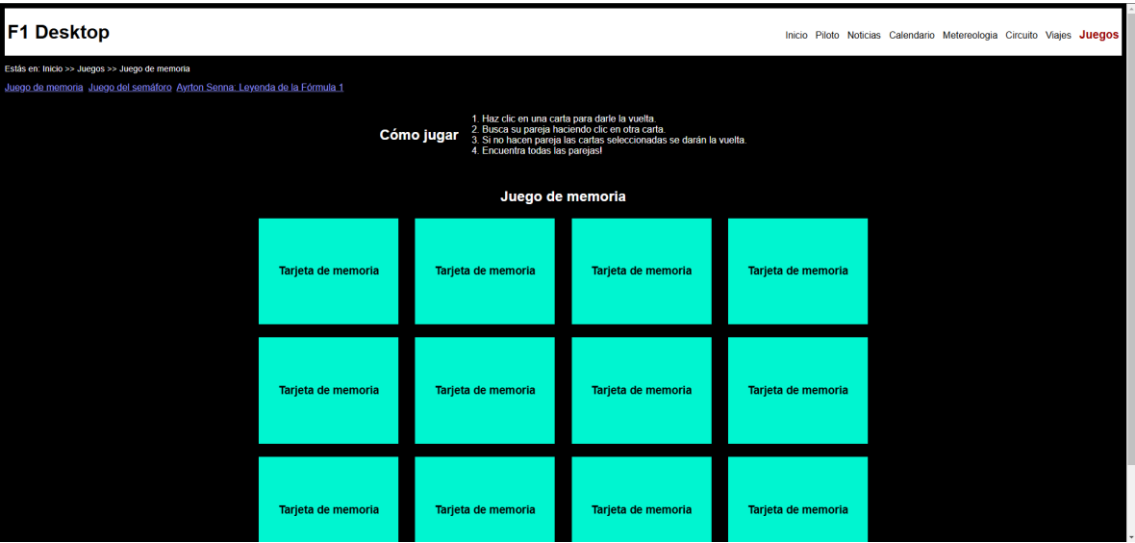 F1 Desktop
Inicio Piloto Noticias Calendario Metereologia Circuito Viajes Juegos
Estás en: Inicio >> Juegos >> Juego de memoria
Juego de memoria Juego del semáforo Ayrton Senna: Leyenda de la Fórmula 1
Cómo jugar
1. Haz clic en una carta para darle la vuelta.
2. Busca su pareja haciendo clic en otra carta.
3. Si no hacen pareja las cartas seleccionadas se darán la vuelta.
4. Encuentra todas las parejas!
Juego de memoria
Tarjeta de memoria Tarjeta de memoria Tarjeta de memoria Tarjeta de memoria
Tarjeta de memoria Tarjeta de memoria Tarjeta de memoria Tarjeta de memoria
Tarjeta de memoria Tarjeta de memoria Tarjeta de memoria Tarjeta de memoria